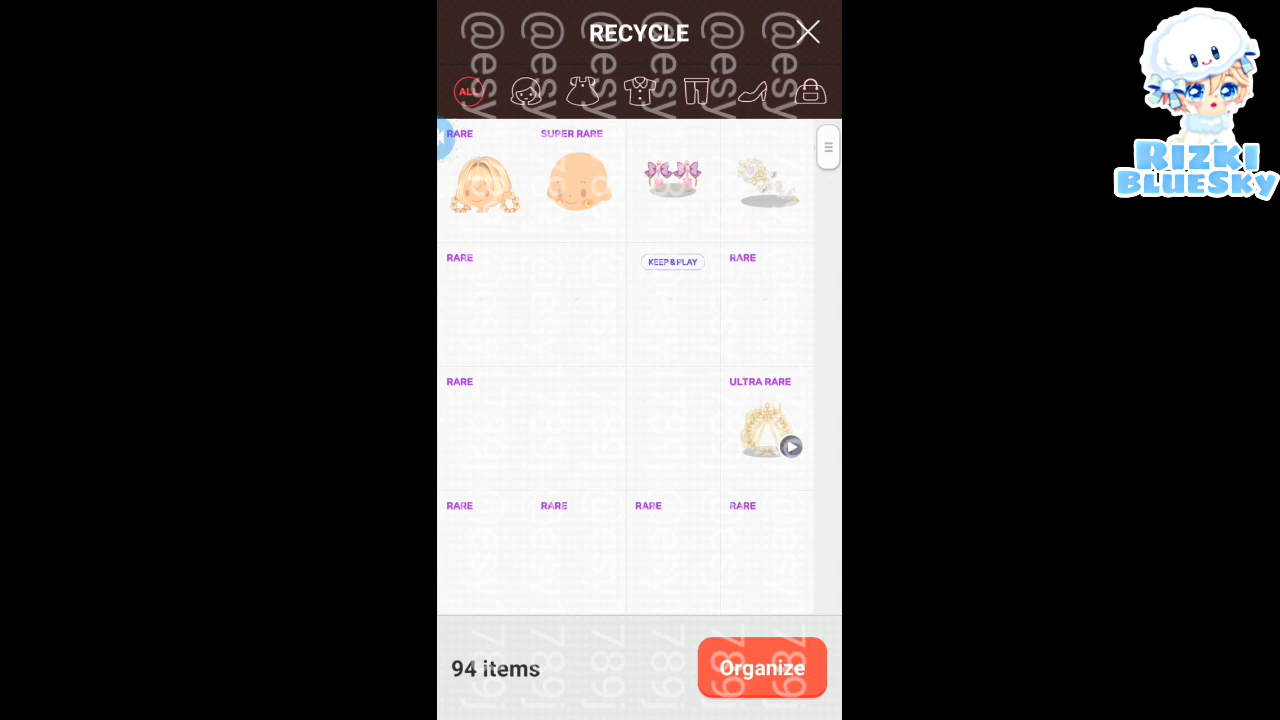 RECYCLE
ALL
RARE
SUPER RARE
RARE
KEEP & PLAY
RARE
RARE
ULTRA RARE
RARE
RARE
RARE
RARE
94 items
Organize
RIZKI
BLUESKY